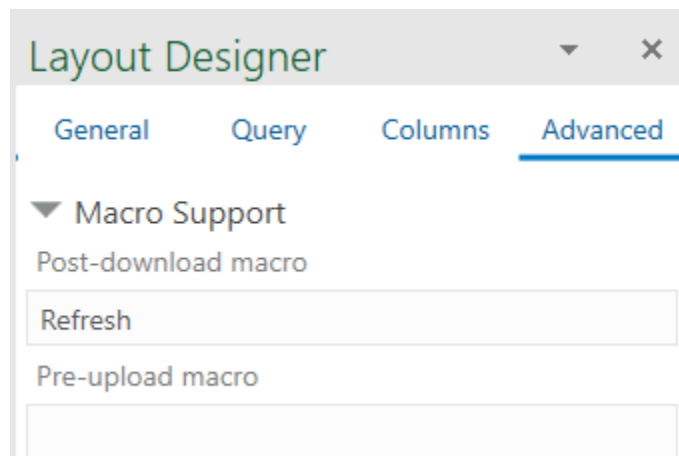 Layout Designer
General Query Columns Advanced
Macro Support
Post-download macro
Refresh
Pre-upload macro